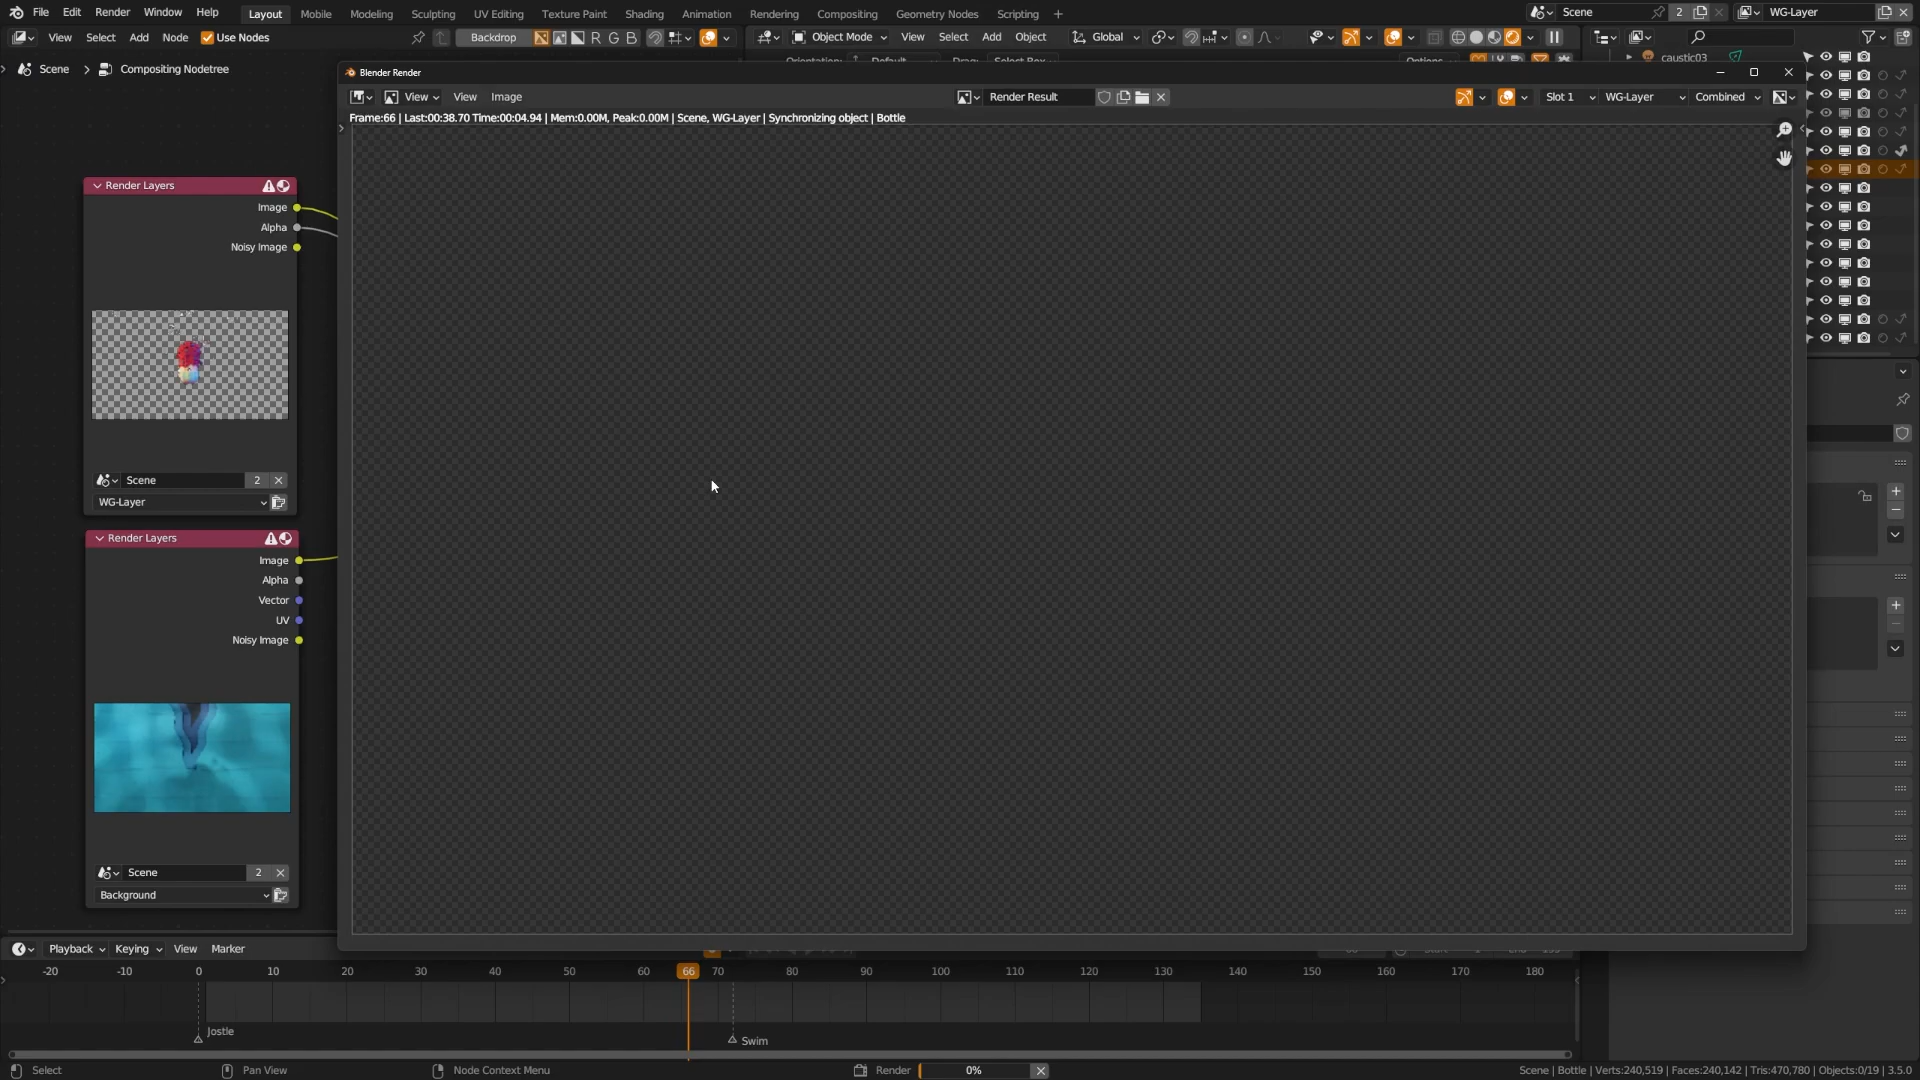 File Edit Render Window Help Layout Mobile Modeling Sculpting UV Editing Texture Paint Shading Animation Rendering Compositing Geometry Nodes Scripting + Scene 2 WG-Layer
View Select Add Node Use Nodes Backdrop R G B Object Mode View Select Add Object Global
Scene > Compositing Nodetree
caustic03
Blender Render
View View Image Render Result Slot 1 WG-Layer Combined
Frame:66 | Last:00:38.70 Time:00:04.94 | Mem:0.00M, Peak:0.00M | Scene, WG-Layer | Synchronizing object | Bottle
Render Layers
Image
Alpha
Noisy Image
Scene 2
WG-Layer
Render Layers
Image
Alpha
Vector
UV
Noisy Image
Scene 2
Background
Playback Keying View Marker
-20 -10 0 10 20 30 40 50 60 66 70 80 90 100 110 120 130 140 150 160 170 180
Jostle
Swim
Select Pan View Node Context Menu Render 0% Scene | Bottle | Verts:240,519 | Faces:240,142 | Tris:470,780 | Objects:0/19 | 3.5.0